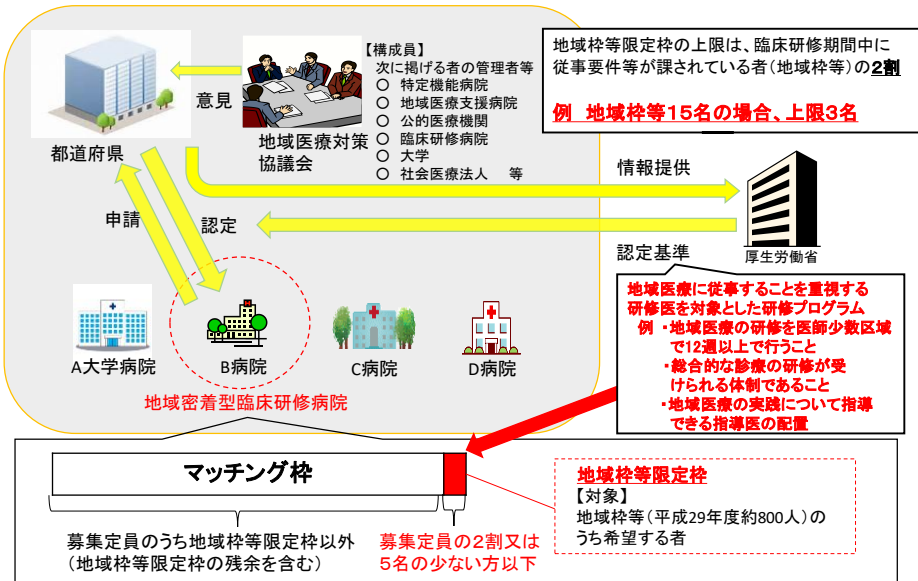 【構成員】
次に掲げる者の管理者等
○ 特定機能病院
○ 地域医療支援病院
○ 公的医療機関
○ 臨床研修病院
○ 大学
○ 社会医療法人 等
意見
都道府県
地域医療対策
協議会
地域枠等限定枠の上限は、臨床研修期間中に
従事要件等が課されている者(地域枠等)の2割
例 地域枠等15名の場合、上限3名
情報提供
申請
認定
認定基準
厚生労働省
地域医療に従事することを重視する
研修医を対象とした研修プログラム
例 ・地域医療の研修を医師少数区域
で12週以上で行うこと
・総合的な診療の研修が受
けられる体制であること
・地域医療の実践について指導
できる指導医の配置
A大学病院
B病院
C病院
D病院
地域密着型臨床研修病院
マッチング枠
募集定員のうち地域枠等限定枠以外
(地域枠等限定枠の残余を含む)
募集定員の2割又は
5名の少ない方以下
地域枠等限定枠
【対象】
地域枠等(平成29年度約800人)の
うち希望する者